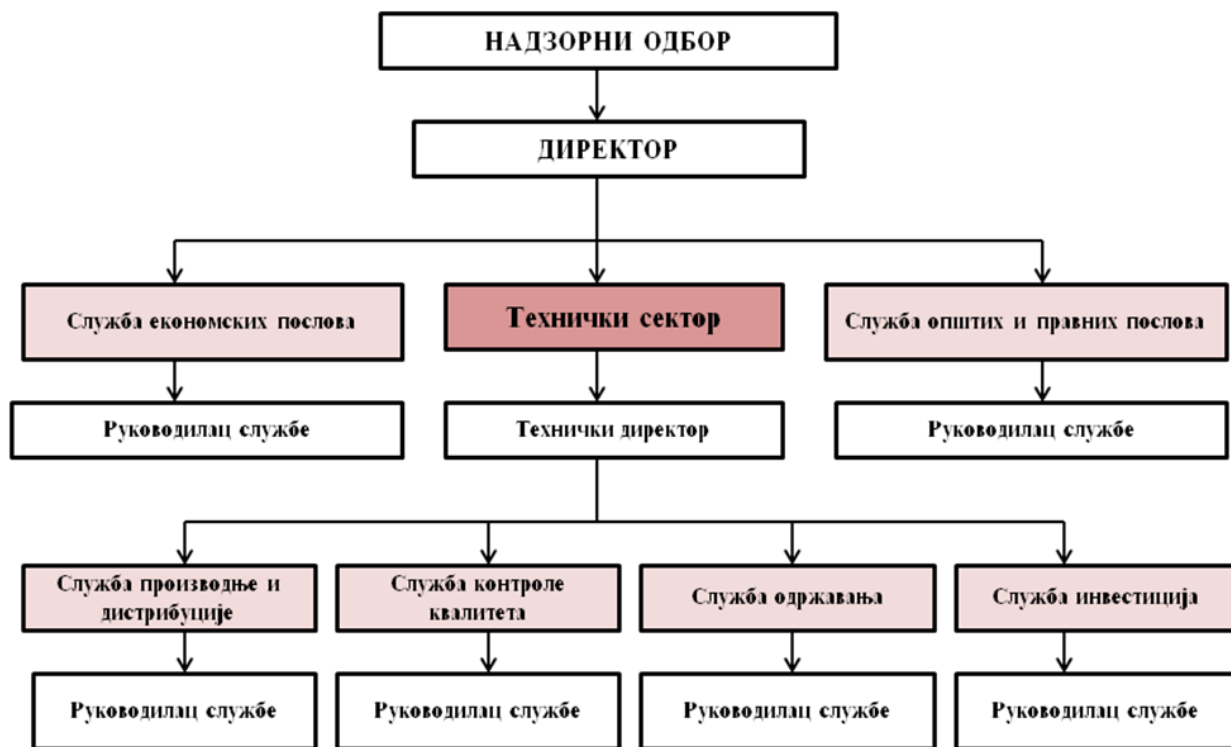 НАДЗОРНИ ОДБОР
ДИРЕКТОР
Служба економских послова
Технички сектор
Служба општих и правних послова
Руководилац службе
Технички директор
Руководилац службе
Служба производње и
дистрибуције
Служба контроле
квалитета
Служба одржавања
Служба инвестиција
Руководилац службе
Руководилац службе
Руководилац службе
Руководилац службе